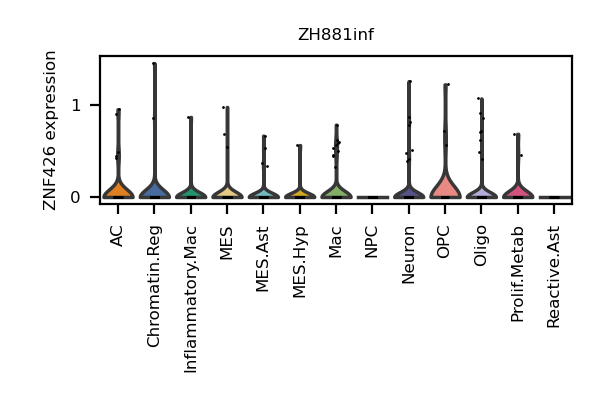 ZH881inf
ZNF426 expression
1
0
AC
Chromatin.Reg
Inflammatory.Mac
MES
MES.Ast
MES.Hyp
Mac
NPC
Neuron
OPC
Oligo
Prolif.Metab
Reactive.Ast